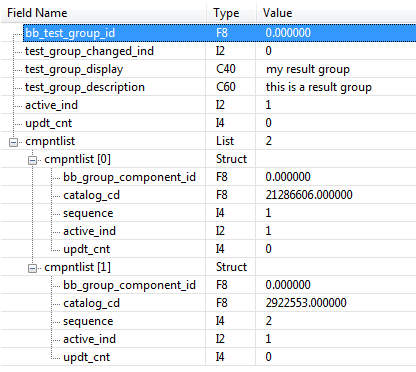 Field Name Type Value
bb_test_group_id F8 0.000000
test_group_changed_ind I2 0
test_group_display C40 my result group
test_group_description C60 this is a result group
active_ind I2 1
updt_cnt I4 0
cmpntlist List 2
cmpntlist [0] Struct
bb_group_component_id F8 0.000000
catalog_cd F8 21286606.000000
sequence I4 1
active_ind I2 1
updt_cnt I4 0
cmpntlist [1] Struct
bb_group_component_id F8 0.000000
catalog_cd F8 2922553.000000
sequence I4 2
active_ind I2 1
updt_cnt I4 0